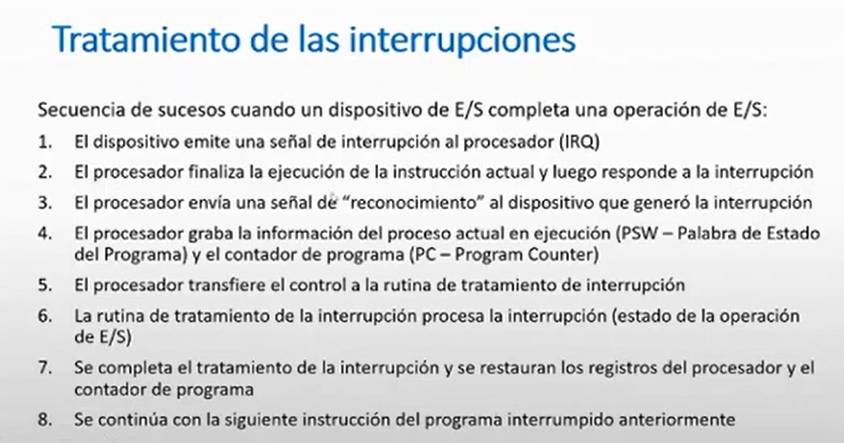 Tratamiento de las interrupciones
Secuencia de sucesos cuando un dispositivo de E/S completa una operación de E/S:
1. El dispositivo emite una señal de interrupción al procesador (IRQ)
2. El procesador finaliza la ejecución de la instrucción actual y luego responde a la interrupción
3. El procesador envía una señal de "reconocimiento" al dispositivo que generó la interrupción
4. El procesador graba la información del proceso actual en ejecución (PSW – Palabra de Estado
del Programa) y el contador de programa (PC – Program Counter)
5. El procesador transfiere el control a la rutina de tratamiento de interrupción
6. La rutina de tratamiento de la interrupción procesa la interrupción (estado de la operación
de E/S)
7. Se completa el tratamiento de la interrupción y se restauran los registros del procesador y el
contador de programa
8. Se continúa con la siguiente instrucción del programa interrumpido anteriormente